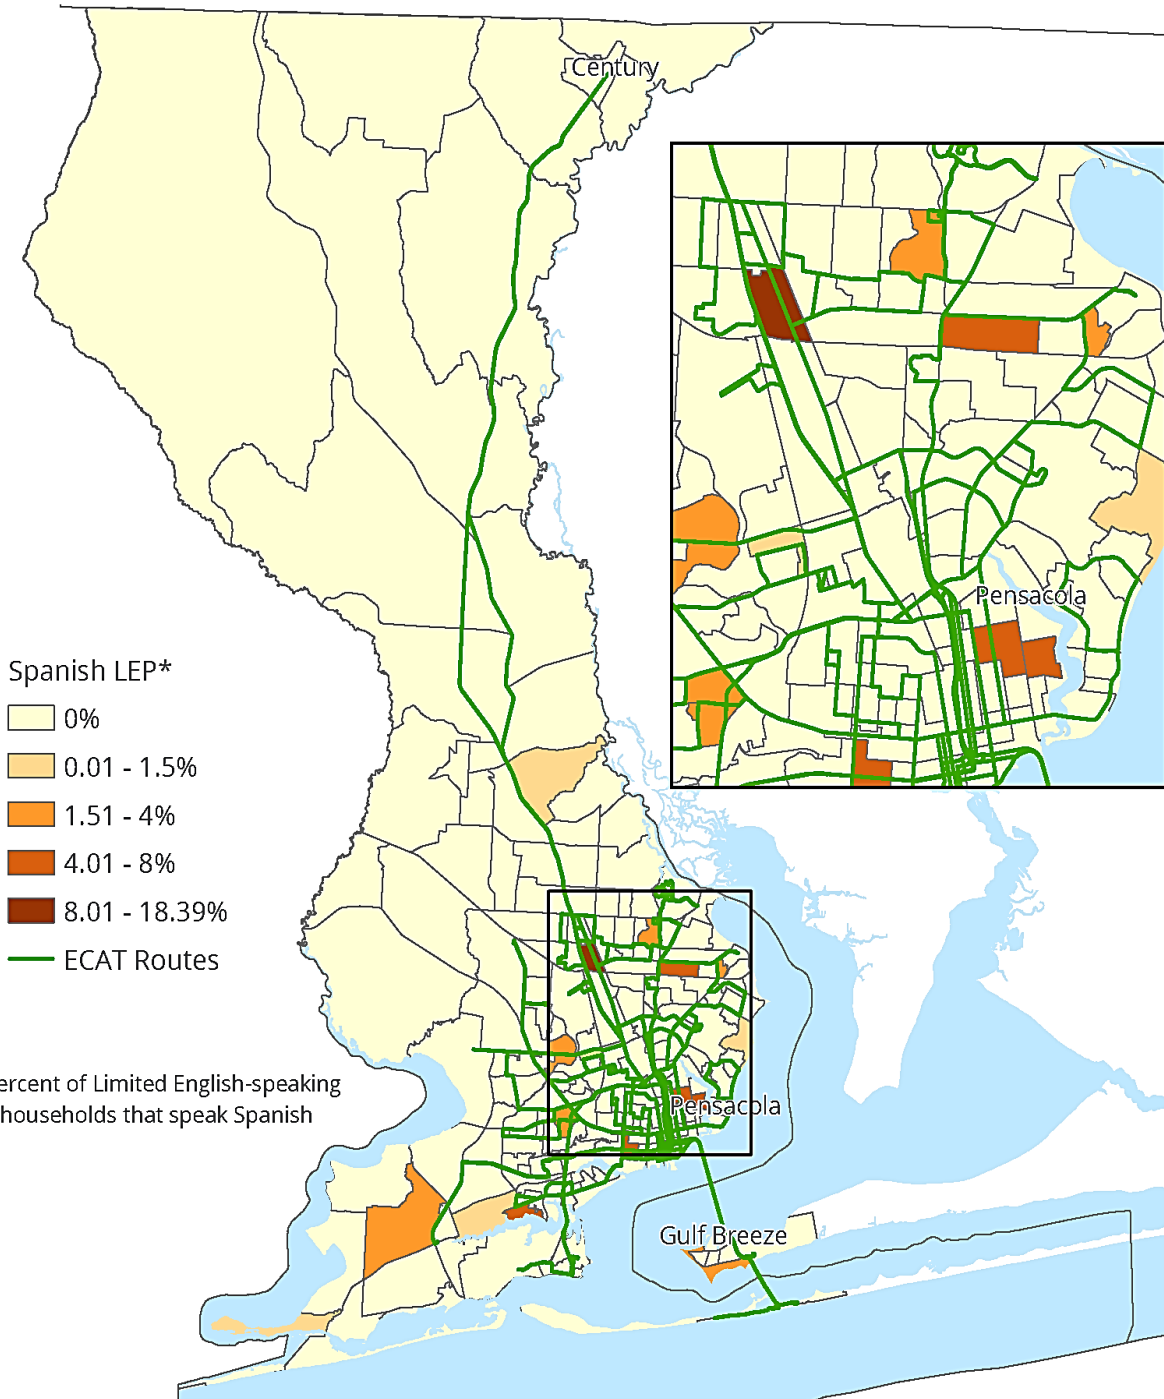 Century
Pensacola
Spanish LEP*
0%
0.01 - 1.5%
1.51 - 4%
4.01 - 8%
8.01 - 18.39%
ECAT Routes
ercent of Limited English-speaking
households that speak Spanish
Pensacola
Gulf Breeze